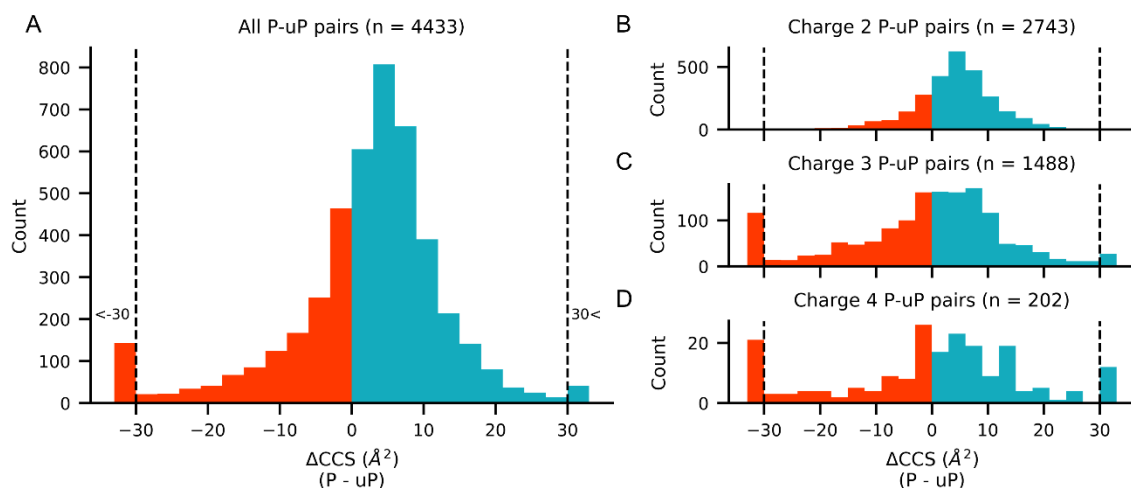 A
All P-uP pairs (n = 4433)
Count
800
700
600
500
400
300
200
100
0
<-30
30<
−30
−20
−10
0
10
20
30
ΔCCS (Å²)
(P - uP)
B
Charge 2 P-uP pairs (n = 2743)
Count
500
0
C
Charge 3 P-uP pairs (n = 1488)
Count
100
0
D
Charge 4 P-uP pairs (n = 202)
Count
20
0
−30
−20
−10
0
10
20
30
ΔCCS (Å²)
(P - uP)